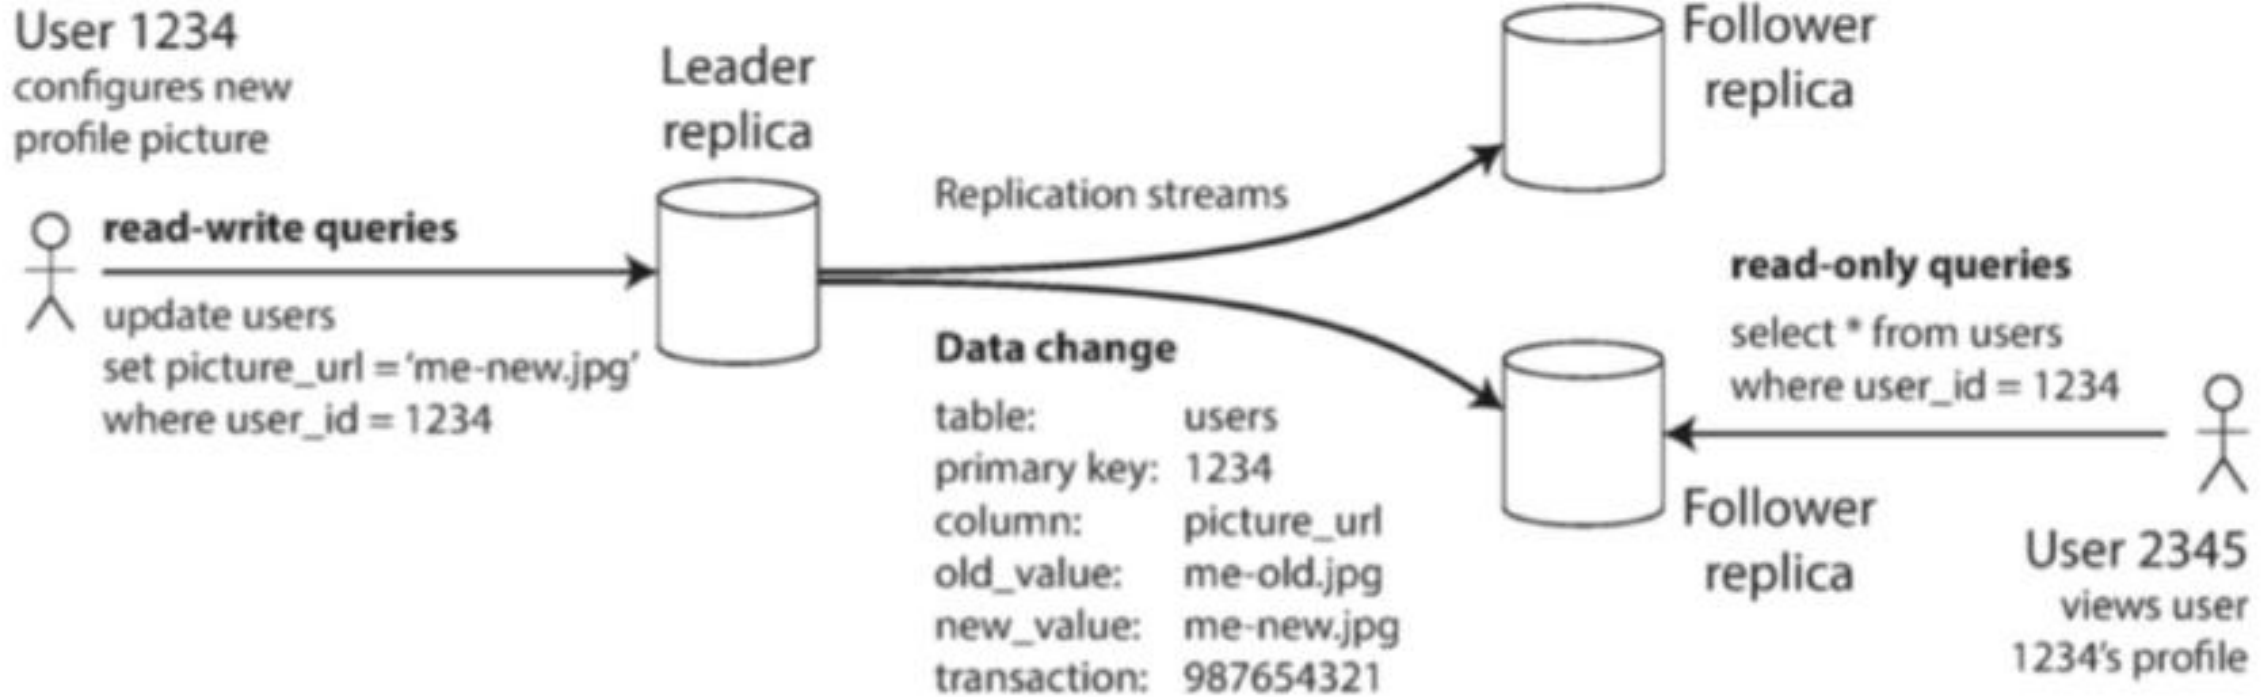 User 1234
configures new
profile picture
read-write queries
update users
set picture_url = ‘me-new.jpg’
where user_id = 1234
Leader
replica
Replication streams
Data change
table: users
primary key: 1234
column: picture_url
old_value: me-old.jpg
new_value: me-new.jpg
transaction: 987654321
Follower
replica
read-only queries
select * from users
where user_id = 1234
Follower
replica
User 2345
views user
1234’s profile